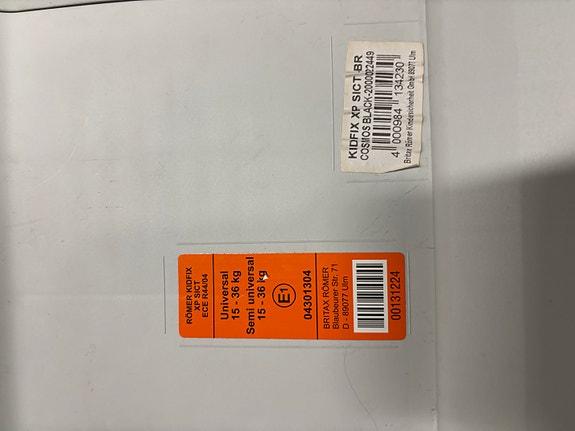 KIDFIX XP SICT BR
COSMOS BLACK-2000022449
4 000984 134230
Britax Römer Kindersicherheit GmbH 89077 Ulm
RÖMER KIDFIX
XP SICT
ECE R44/04
Universal
15 - 36 kg
Semi universal
15 - 36 kg
E1
04301304
BRITAX RÖMER
Blaubeurer Str. 71
D - 89077 Ulm
00131224